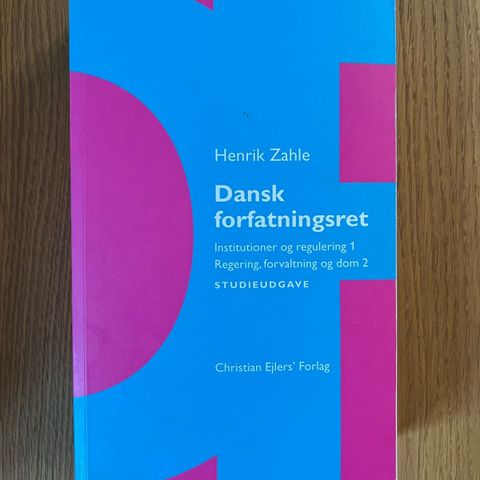 Henrik Zahle
Dansk
forfatningsret
Institutioner og regulering 1
Regering, forvaltning og dom 2
STUDIEUDGAVE
Christian Ejlers' Forlag